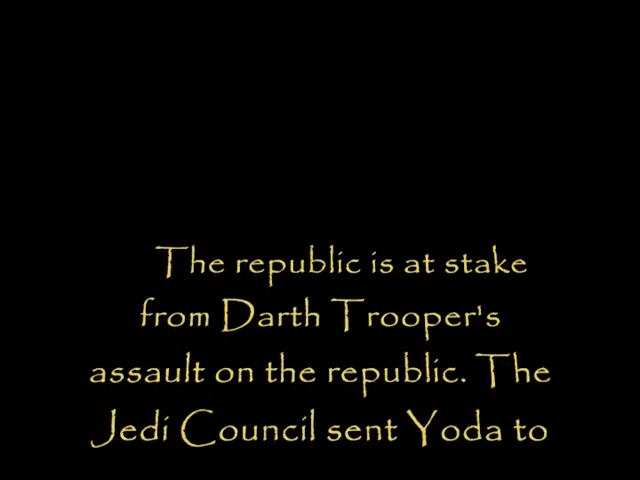 The republic is at stake
from Darth Trooper's
assault on the republic. The
Jedi Council sent Yoda to